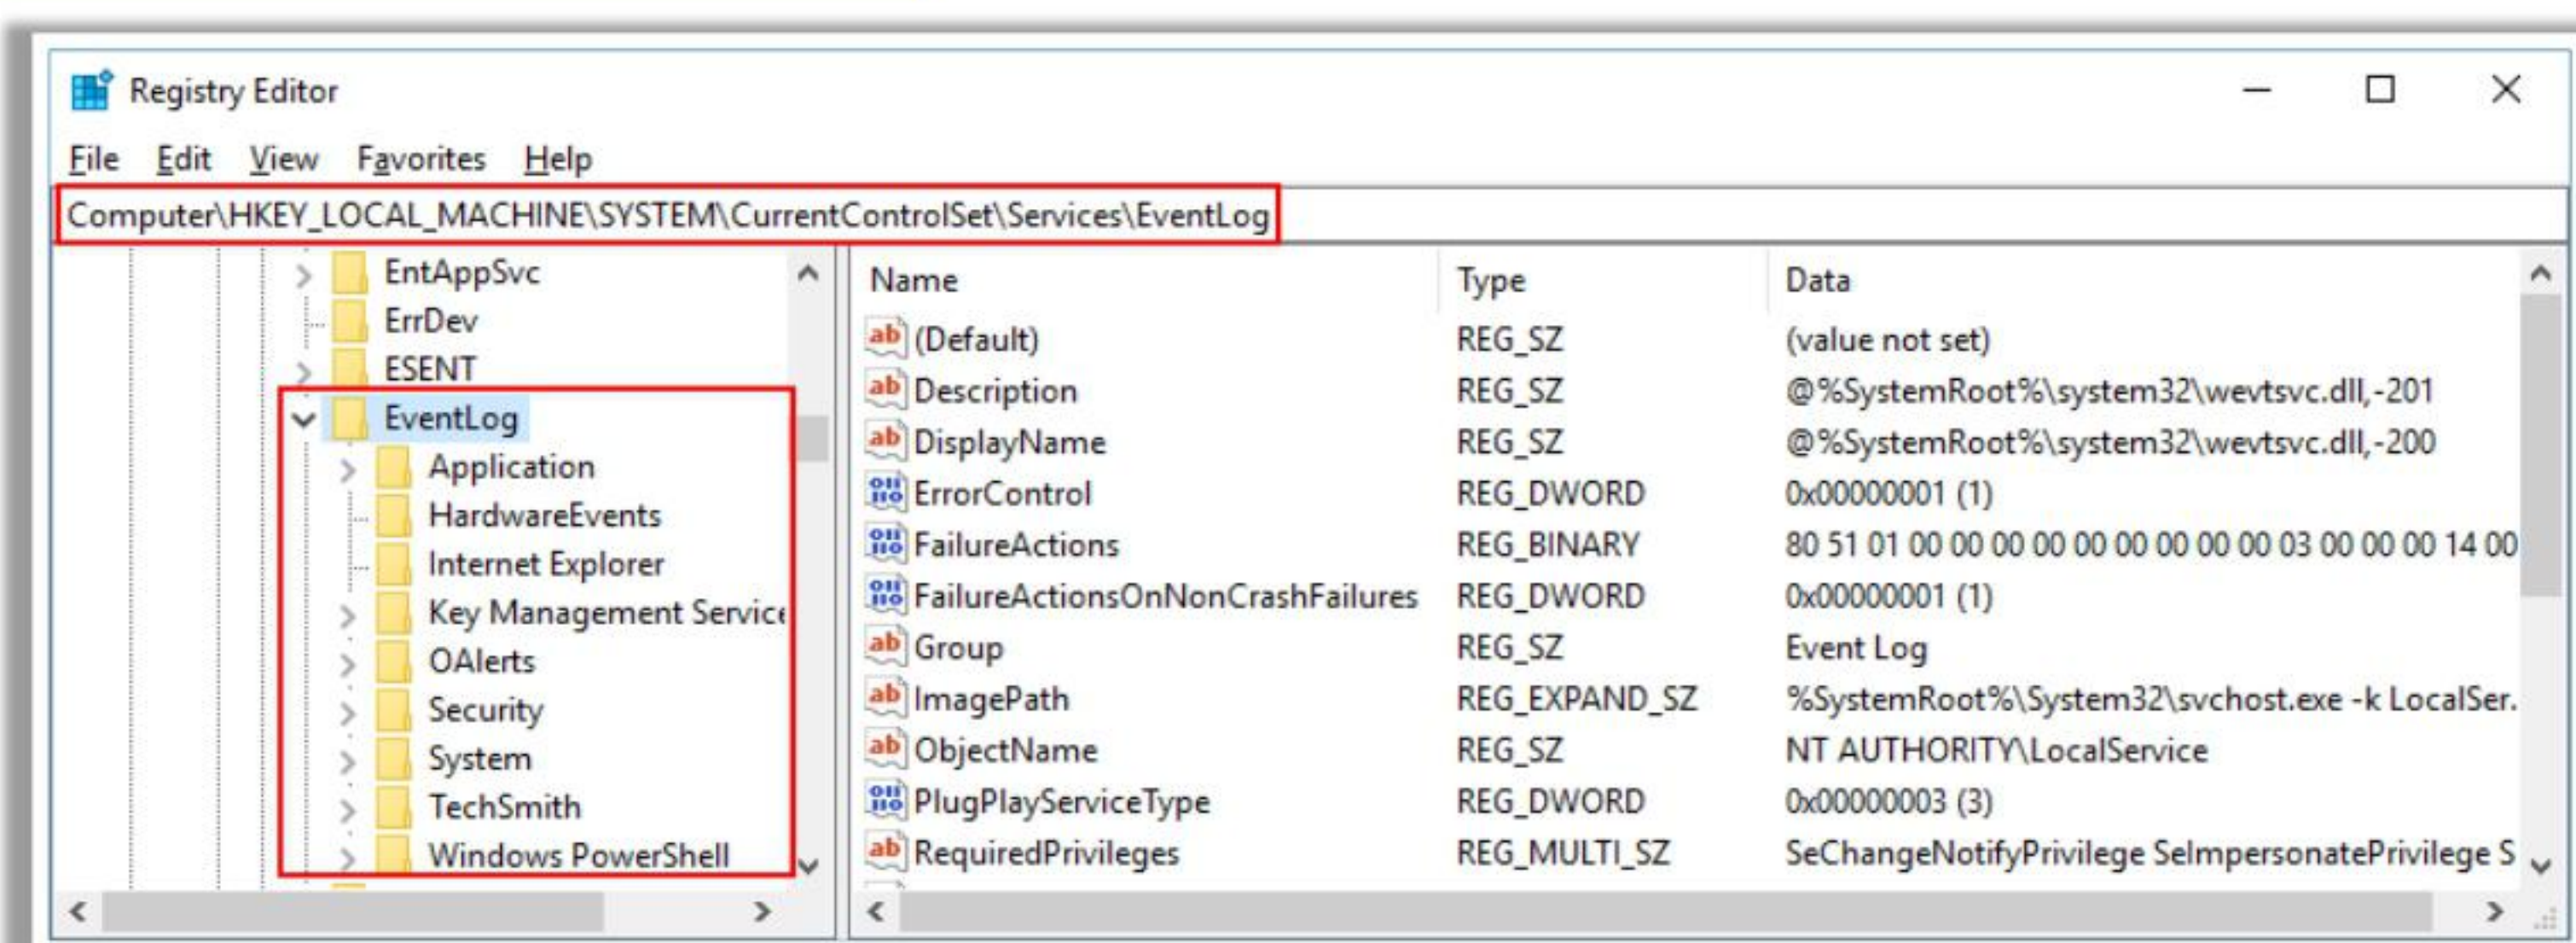 Registry Editor
File Edit View Favorites Help
Computer\HKEY_LOCAL_MACHINE\SYSTEM\CurrentControlSet\Services\EventLog
EntAppSvc
ErrDev
ESENT
EventLog
Application
HardwareEvents
Internet Explorer
Key Management Service
OAlerts
Security
System
TechSmith
Windows PowerShell
Name Type Data
(Default) REG_SZ (value not set)
Description REG_SZ @%SystemRoot%\system32\wevtsvc.dll,-201
DisplayName REG_SZ @%SystemRoot%\system32\wevtsvc.dll,-200
ErrorControl REG_DWORD 0x00000001 (1)
FailureActions REG_BINARY 80 51 01 00 00 00 00 00 00 00 00 00 03 00 00 00 14 00
FailureActionsOnNonCrashFailures REG_DWORD 0x00000001 (1)
Group REG_SZ Event Log
ImagePath REG_EXPAND_SZ %SystemRoot%\System32\svchost.exe -k LocalSer.
ObjectName REG_SZ NT AUTHORITY\LocalService
PlugPlayServiceType REG_DWORD 0x00000003 (3)
RequiredPrivileges REG_MULTI_SZ SeChangeNotifyPrivilege SeImpersonatePrivilege S